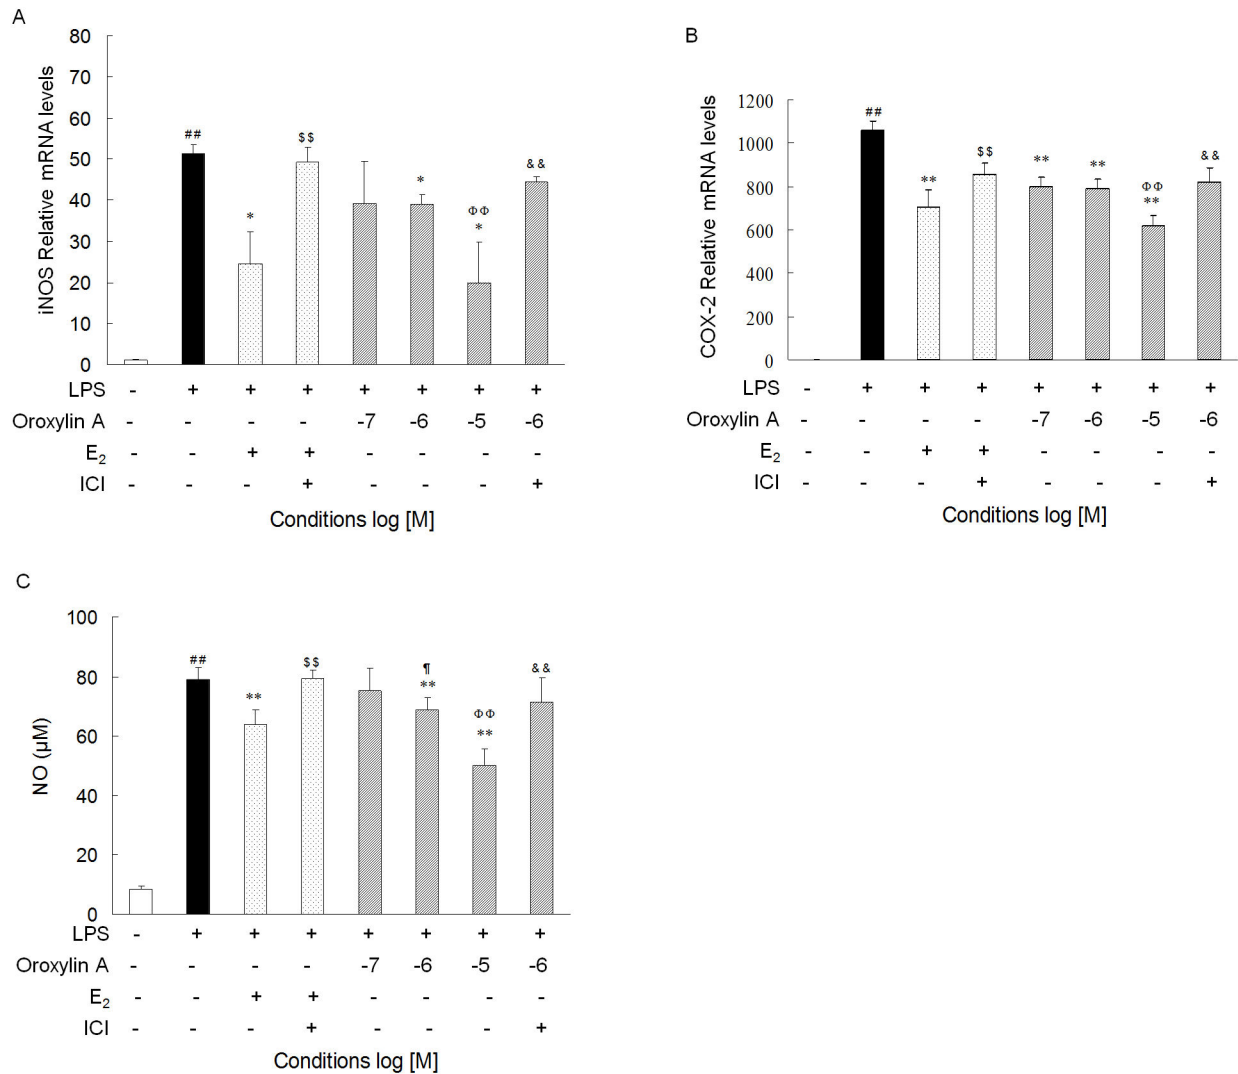 A
80
70
60
50
40
30
20
10
0
iNOS Relative mRNA levels
##
*
$$
*
ΦΦ
*
&&
LPS - + + + + + + +
Oroxylin A - - - - -7 -6 -5 -6
E2 - - + + - - - -
ICI - - - + - - - +
Conditions log [M]
B
1200
1000
800
600
400
200
0
COX-2 Relative mRNA levels
##
**
$$
**
**
ΦΦ
**
&&
LPS - + + + + + + +
Oroxylin A - - - - -7 -6 -5 -6
E2 - - + + - - - -
ICI - - - + - - - +
Conditions log [M]
C
100
80
60
40
20
0
NO (µM)
##
**
$$
¶
**
ΦΦ
**
&&
LPS - + + + + + + +
Oroxylin A - - - - -7 -6 -5 -6
E2 - - + + - - - -
ICI - - - + - - - +
Conditions log [M]